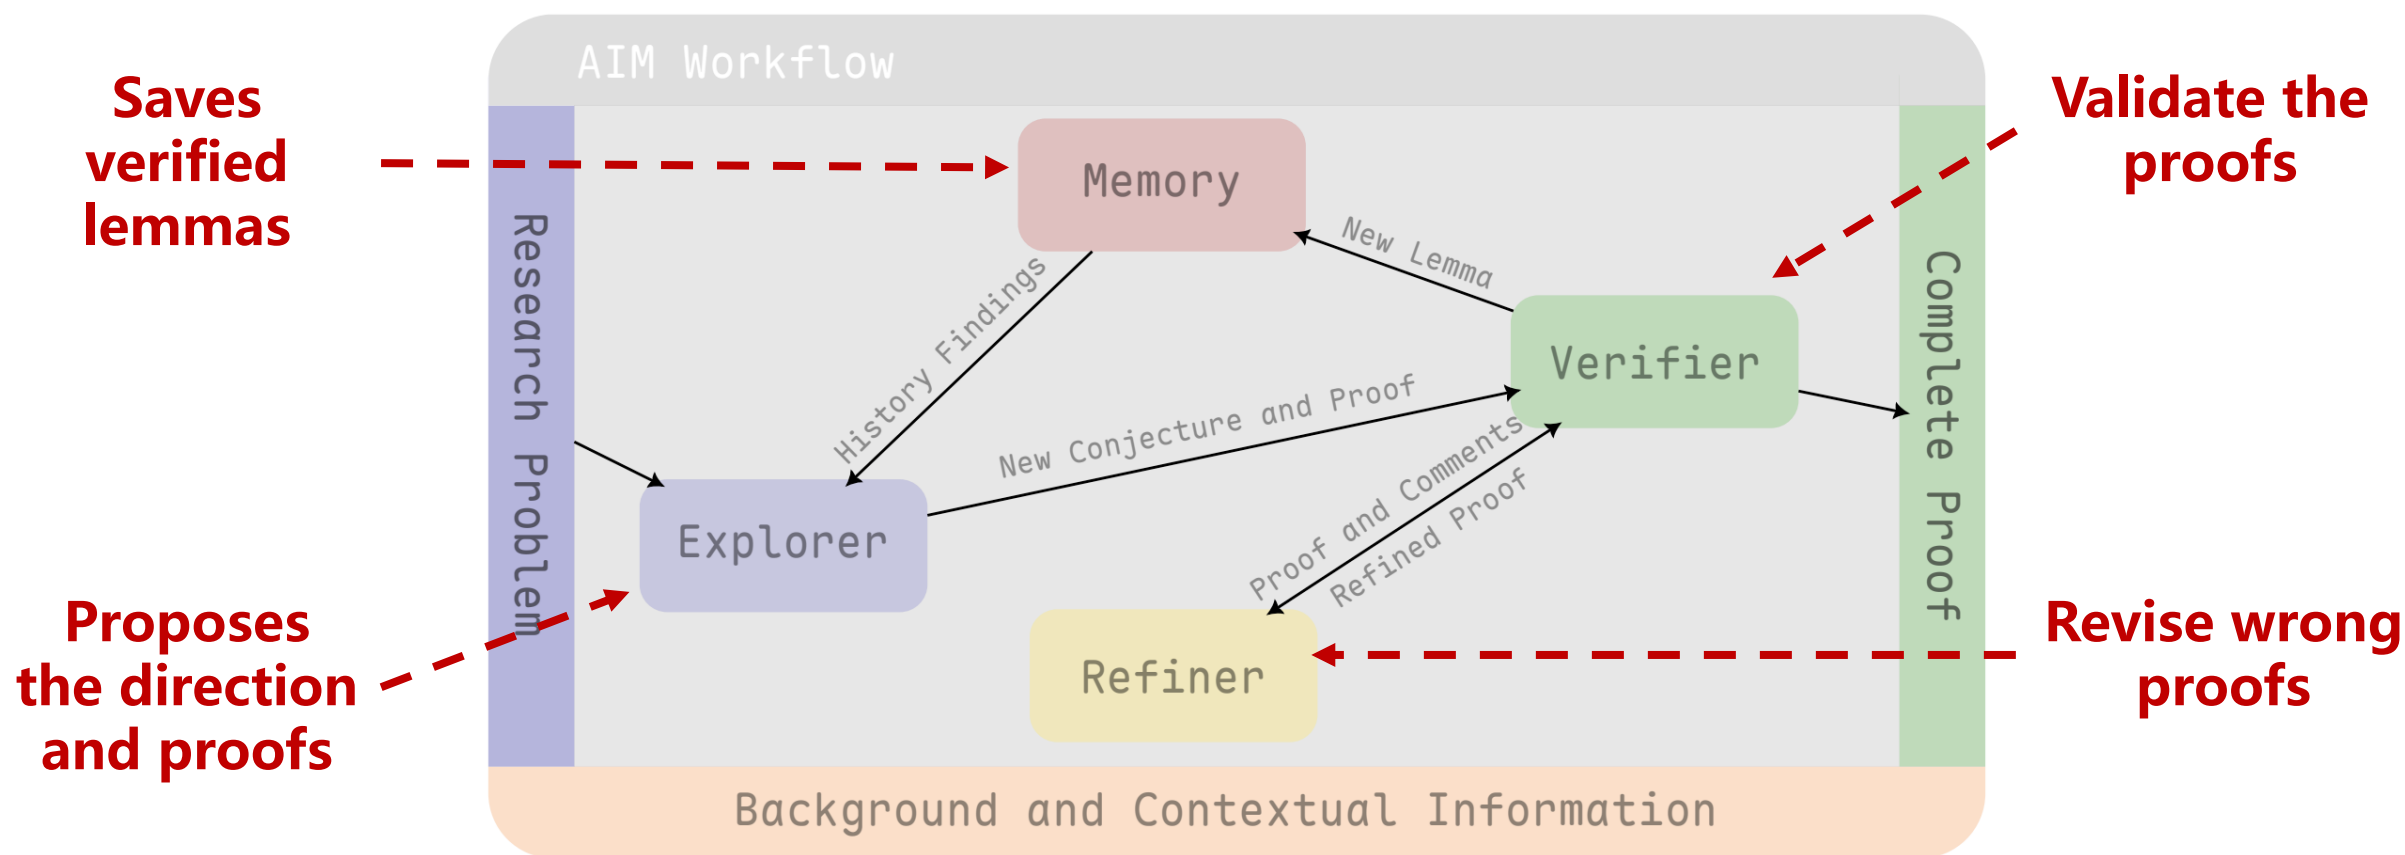 AIM Workflow
Saves
verified
lemmas
Validate the
proofs
Memory
New Lemma
Research Problem
History Findings
Verifier
Complete Proof
New Conjecture and Proof
Explorer
Proof and Comments
Refined Proof
Proposes
the direction
and proofs
Refiner
Revise wrong
proofs
Background and Contextual Information